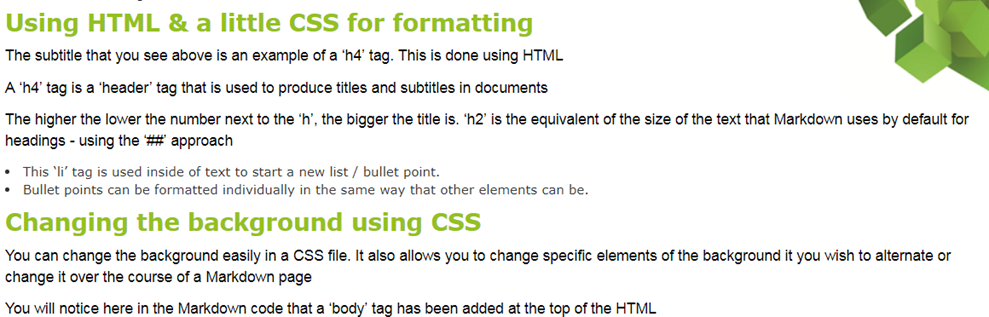 Using HTML & a little CSS for formatting
The subtitle that you see above is an example of a ‘h4’ tag. This is done using HTML
A ‘h4’ tag is a ‘header’ tag that is used to produce titles and subtitles in documents
The higher the lower the number next to the ‘h’, the bigger the title is. ‘h2’ is the equivalent of the size of the text that Markdown uses by default for
headings - using the ‘##’ approach
• This ‘li’ tag is used inside of text to start a new list / bullet point.
• Bullet points can be formatted individually in the same way that other elements can be.
Changing the background using CSS
You can change the background easily in a CSS file. It also allows you to change specific elements of the background it you wish to alternate or
change it over the course of a Markdown page
You will notice here in the Markdown code that a ‘body’ tag has been added at the top of the HTML